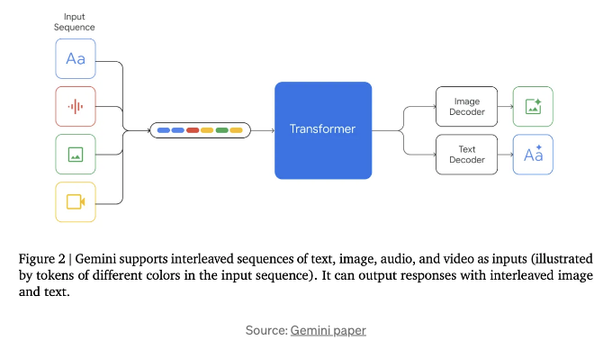 Input
Sequence
Aa
Transformer
Image
Decoder
Text
Decoder
Aa
Figure 2 | Gemini supports interleaved sequences of text, image, audio, and video as inputs (illustrated
by tokens of different colors in the input sequence). It can output responses with interleaved image
and text.
Source: Gemini paper